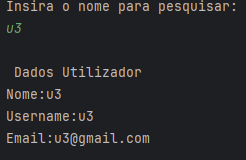 Insira o nome para pesquisar:
u3
Dados Utilizador
Nome:u3
Username:u3
Email:u3@gmail.com